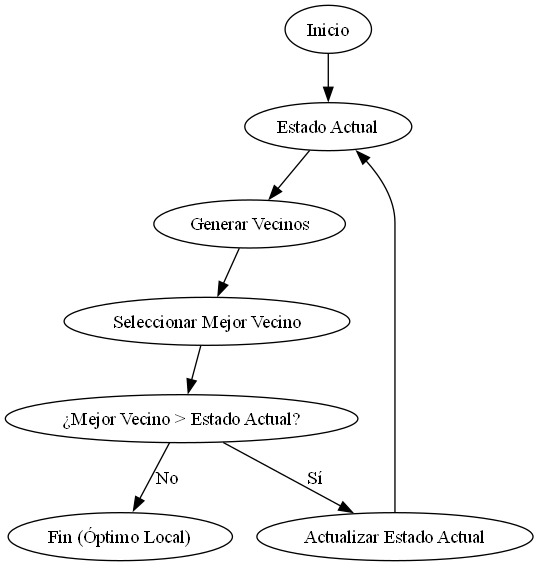 Inicio
Estado Actual
Generar Vecinos
Seleccionar Mejor Vecino
¿Mejor Vecino > Estado Actual?
No
Sí
Fin (Óptimo Local)
Actualizar Estado Actual